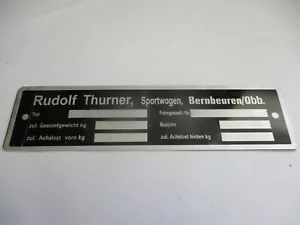 Rudolf Thurner, Sportwagen, Bernbeuren/Obb.
Typ Fahrgestell-Nr
zul. Gesamtgewicht kg Baujahr
zul. Achslast vorn kg zul. Achslast hinten kg